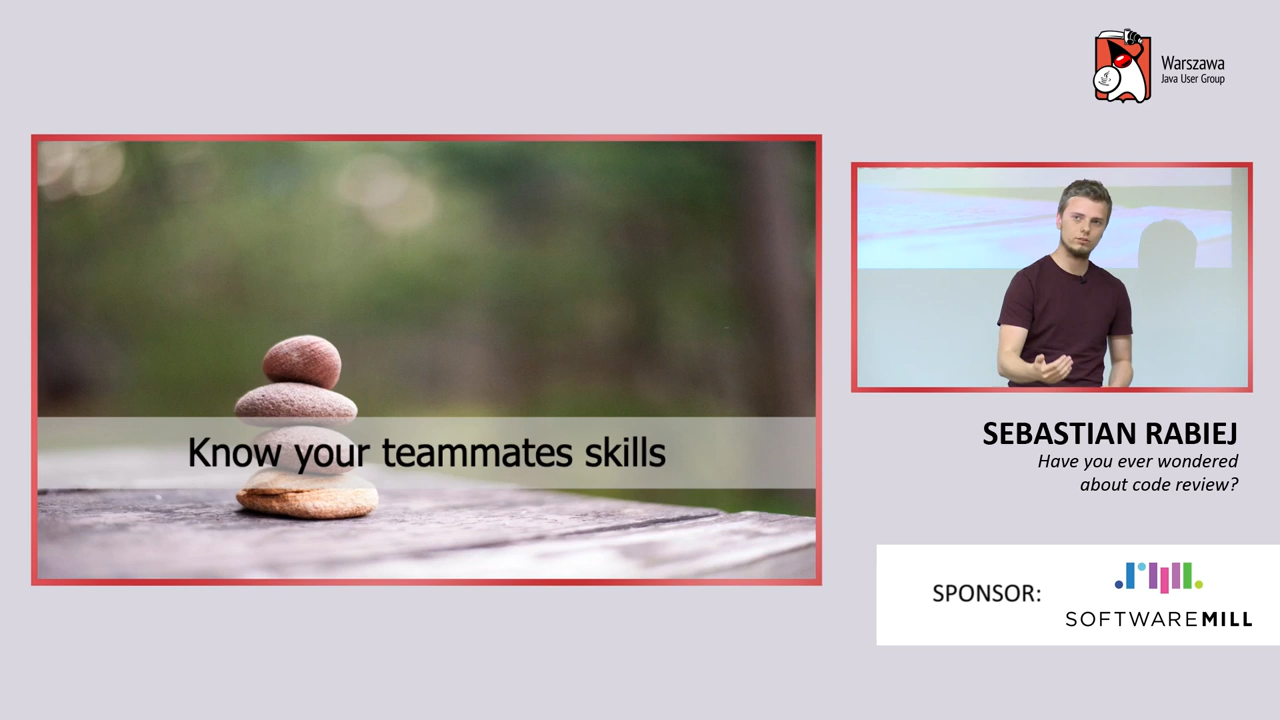 Warszawa
Java User Group
Know your teammates skills
SEBASTIAN RABIEJ
Have you ever wondered
about code review?
SPONSOR:
SOFTWAREMILL